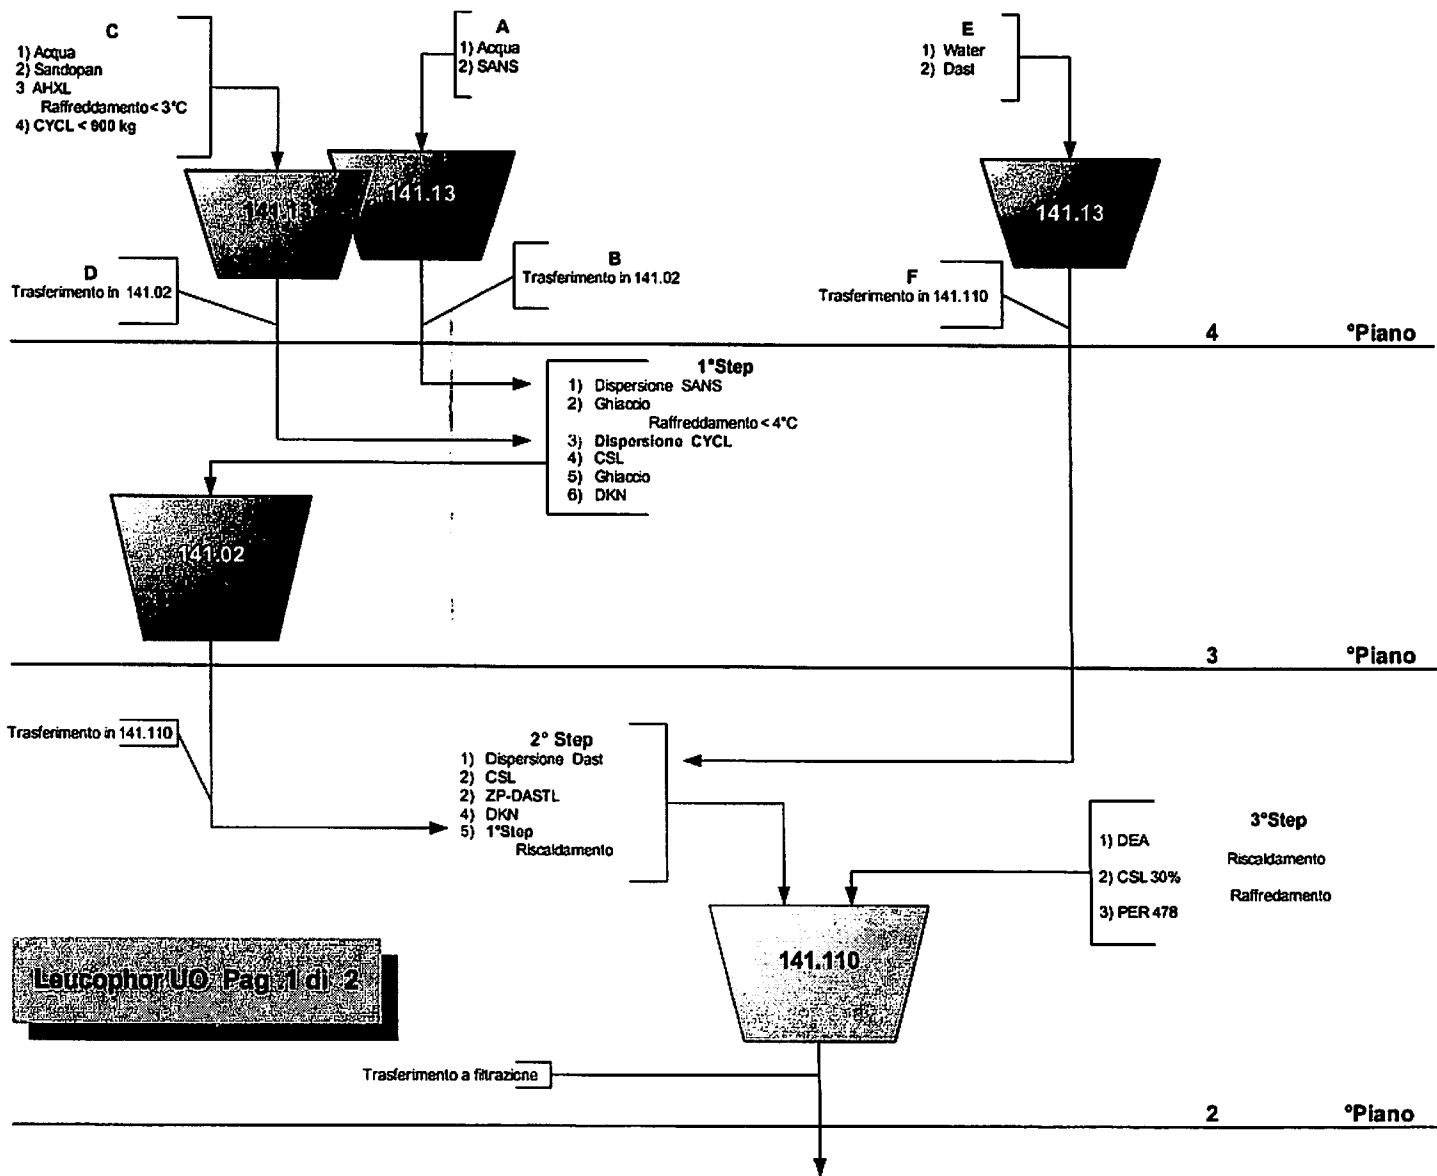 C
1) Acqua
2) Sandopan
3 AHXL
Raffreddamento < 3°C
4) CYCL < 900 kg
A
1) Acqua
2) SANS
E
1) Water
2) Dast
141.13
141.13
141.13
D
Trasferimento in 141.02
B
Trasferimento in 141.02
F
Trasferimento in 141.110
4 °Piano
1°Step
1) Dispersione SANS
2) Ghiaccio
Raffreddamento < 4°C
3) Dispersione CYCL
4) CSL
5) Ghiaccio
6) DKN
141.02
3 °Piano
Trasferimento in 141.110
2° Step
1) Dispersione Dast
2) CSL
2) ZP-DASTL
4) DKN
5) 1°Step
Riscaldamento
3°Step
1) DEA
Riscaldamento
2) CSL 30%
Raffredamento
3) PER 478
141.110
Leucophor UO Pag .1 di 2
Trasferimento a filtrazione
2 °Piano